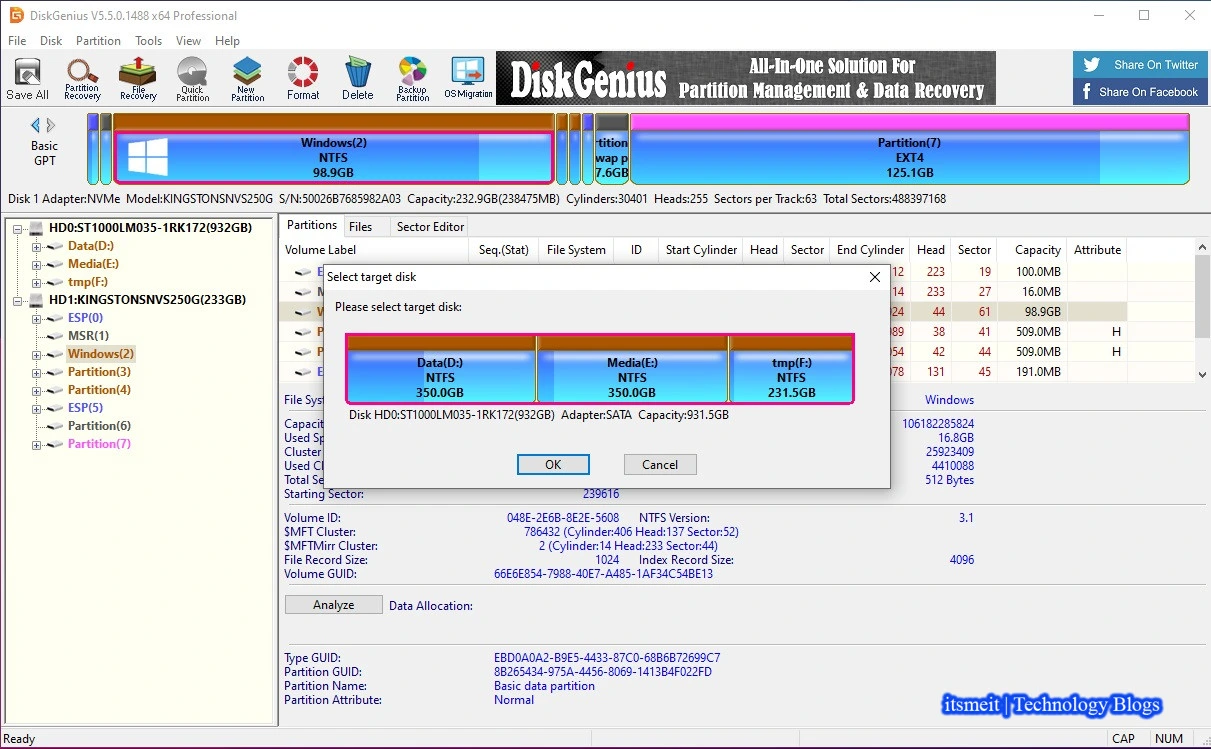 DiskGenius V5.5.0.1488 x64 Professional
File Disk Partition Tools View Help
Save All
Partition Recovery
File Recovery
Quick Partition
New Partition
Format
Delete
Backup Partition
OS Migration
DiskGenius
All-In-One Solution For
Partition Management & Data Recovery
Share On Twitter
Share On Facebook
Basic
GPT
Windows(2)
NTFS
98.9GB
7.6GB
Partition(7)
EXT4
125.1GB
Disk 1 Adapter:NVMe Model:KINGSTONSNVS250G S/N:50026B7685982A03 Capacity:232.9GB(238475MB) Cylinders:30401 Heads:255 Sectors per Track:63 Total Sectors:488397168
HD0:ST1000LM035-1RK172(932GB)
Data(D:)
Media(E:)
tmp(F:)
HD1:KINGSTONSNVS250G(233GB)
ESP(0)
MSR(1)
Windows(2)
Partition(3)
Partition(4)
ESP(5)
Partition(6)
Partition(7)
Partitions Files Sector Editor
Volume Label Seq.(Stat) File System ID Start Cylinder Head Sector End Cylinder Head Sector Capacity Attribute
12 223 19 100.0MB
14 233 27 16.0MB
24 44 61 98.9GB
89 38 41 509.0MB H
54 42 44 509.0MB H
78 131 45 191.0MB
Select target disk
Please select target disk:
Data(D:)
NTFS
350.0GB
Media(E:)
NTFS
350.0GB
tmp(F:)
NTFS
231.5GB
Disk HD0:ST1000LM035-1RK172(932GB) Adapter:SATA Capacity:931.5GB
OK Cancel
File Sys Windows
Capacit 106182285824
Used Sp 16.8GB
Cluster 25923409
Used Cl 4410088
Total Se 512 Bytes
Starting Sector: 239616
Volume ID: 048E-2E6B-8E2E-5608 NTFS Version: 3.1
$MFT Cluster: 786432 (Cylinder:406 Head:137 Sector:52)
$MFTMirr Cluster: 2 (Cylinder:14 Head:233 Sector:44)
File Record Size: 1024 Index Record Size: 4096
Volume GUID: 66E6E854-7988-40E7-A485-1AF34C54BE13
Analyze Data Allocation:
Type GUID: EBD0A0A2-B9E5-4433-87C0-68B6B72699C7
Partition GUID: 8B265434-975A-4456-8069-1413B4F022FD
Partition Name: Basic data partition
Partition Attribute: Normal
itsmeit | Technology Blogs
Ready CAP NUM